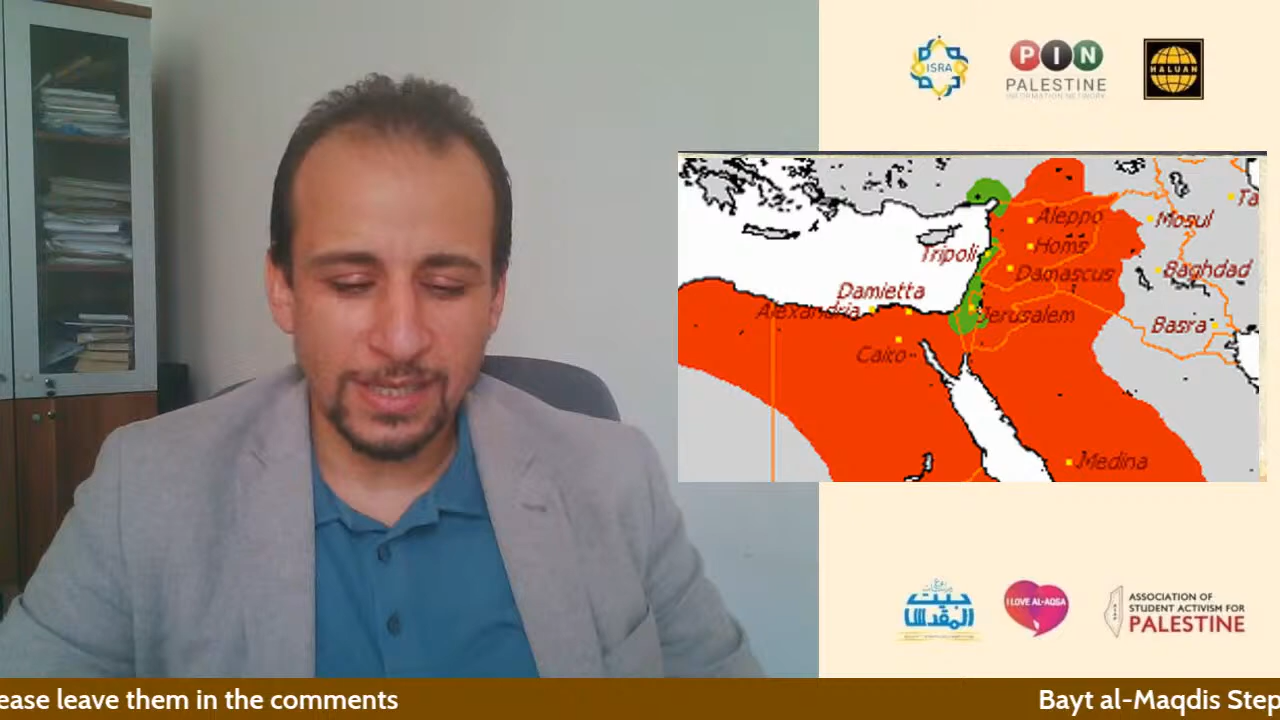 ISRA
PIN
PALESTINE
INFORMATION NETWORK
HALUAN
Aleppo
Mosul
Ta
Tripoli
Homs
Damascus
Baghdad
Damietta
Alexandria
Jerusalem
Basra
Cairo
Medina
بيت
المقدس
I LOVE AL-AQSA
ASSOCIATION OF
STUDENT ACTIVISM FOR
PALESTINE
ease leave them in the comments
Bayt al-Maqdis Step